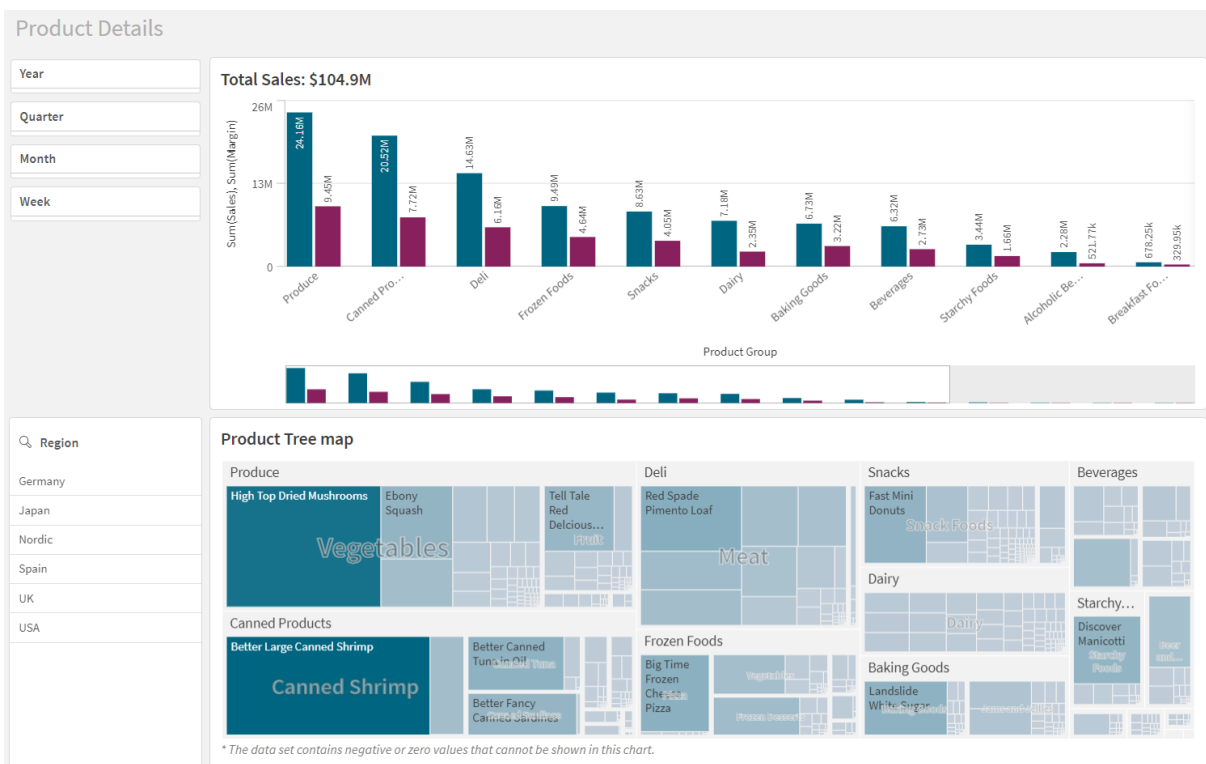 Product Details
Year
Quarter
Month
Week
Total Sales: $104.9M
Sum(Sales), Sum(Margin)
26M
13M
0
24.16M
9.45M
20.52M
7.72M
14.63M
6.16M
9.49M
4.64M
8.63M
4.05M
7.18M
2.35M
6.73M
3.22M
6.32M
2.73M
3.44M
1.66M
2.28M
521.77k
678.25k
329.95k
Produce
Canned Pro...
Deli
Frozen Foods
Snacks
Dairy
Baking Goods
Beverages
Starchy Foods
Alcoholic Be...
Breakfast Fo...
Product Group
Region
Germany
Japan
Nordic
Spain
UK
USA
Product Tree map
Produce
High Top Dried Mushrooms
Ebony
Squash
Tell Tale
Red
Delcious...
Fruit
Vegetables
Canned Products
Better Large Canned Shrimp
Canned Shrimp
Better Canned
Tuna in Oil
Canned Tuna
Better Fancy
Canned Sardines
Deli
Red Spade
Pimento Loaf
Meat
Frozen Foods
Big Time
Frozen
Cheese
Pizza
Vegetables
Frozen Desserts
Snacks
Fast Mini
Donuts
Snack Foods
Dairy
Dairy
Baking Goods
Landslide
White Sugar
Baking Goods
Beverages
Starchy...
Discover
Manicotti
Starchy
Foods
Beer
and...
* The data set contains negative or zero values that cannot be shown in this chart.